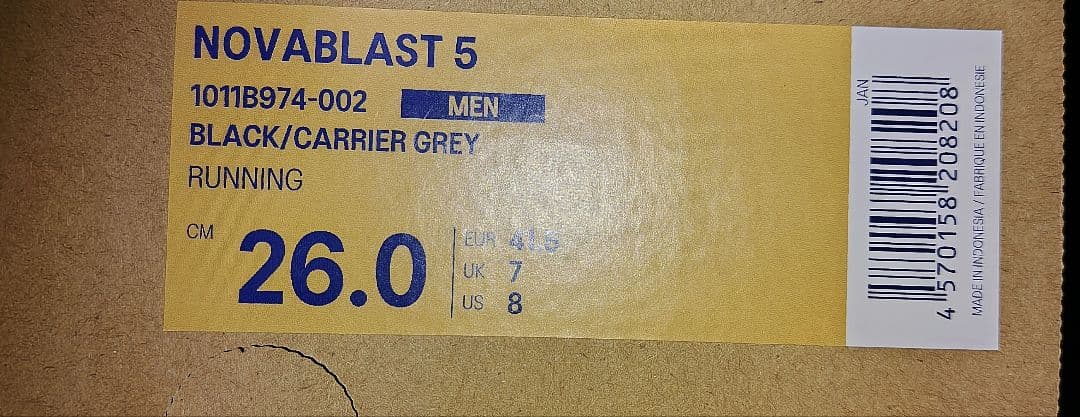 NOVABLAST 5
1011B974-002 MEN
BLACK/CARRIER GREY
RUNNING
CM 26.0
EUR 41.5
UK 7
US 8
JAN
4 570158 208208
MADE IN INDONESIA / FABRIQUE EN INDONESIE